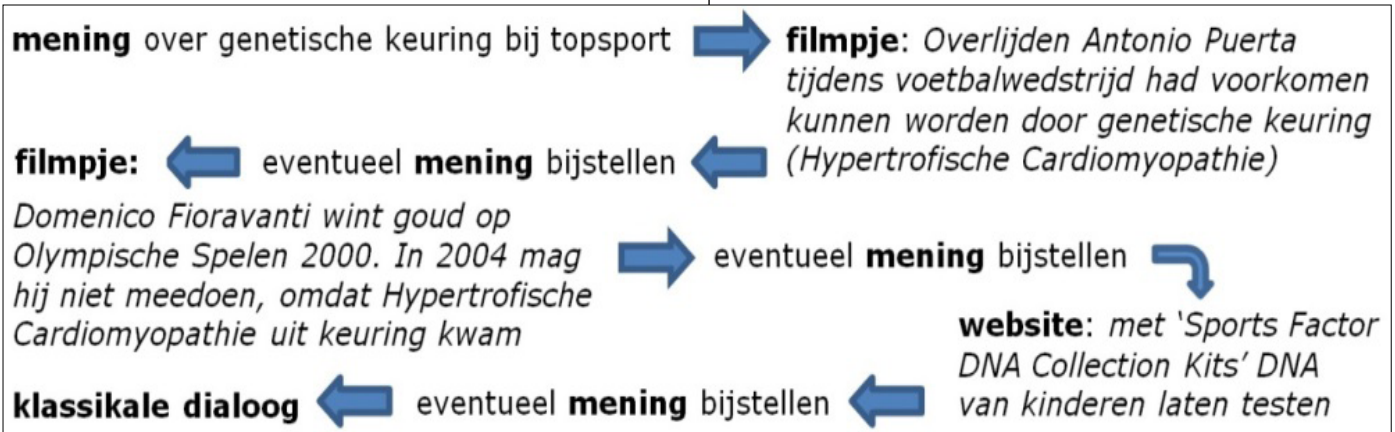 mening over genetische keuring bij topsport
filmpje: Overlijden Antonio Puerta
tijdens voetbalwedstrijd had voorkomen
kunnen worden door genetische keuring
(Hypertrofische Cardiomyopathie)
eventueel mening bijstellen
filmpje:
Domenico Fioravanti wint goud op
Olympische Spelen 2000. In 2004 mag
hij niet meedoen, omdat Hypertrofische
Cardiomyopathie uit keuring kwam
eventueel mening bijstellen
website: met ‘Sports Factor
DNA Collection Kits’ DNA
van kinderen laten testen
eventueel mening bijstellen
klassikale dialoog